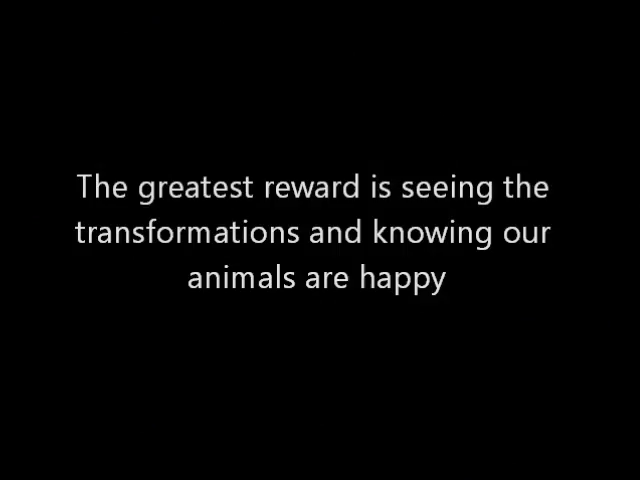 The greatest reward is seeing the
transformations and knowing our
animals are happy